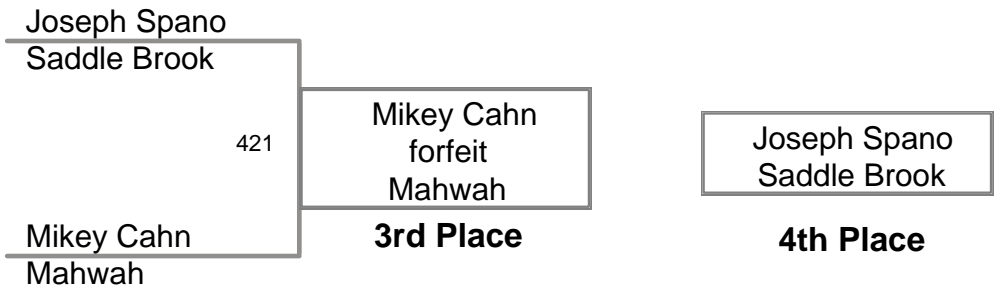 Joseph Spano
Saddle Brook
421
Mikey Cahn
Mahwah
Mikey Cahn
forfeit
Mahwah
3rd Place
Joseph Spano
Saddle Brook
4th Place